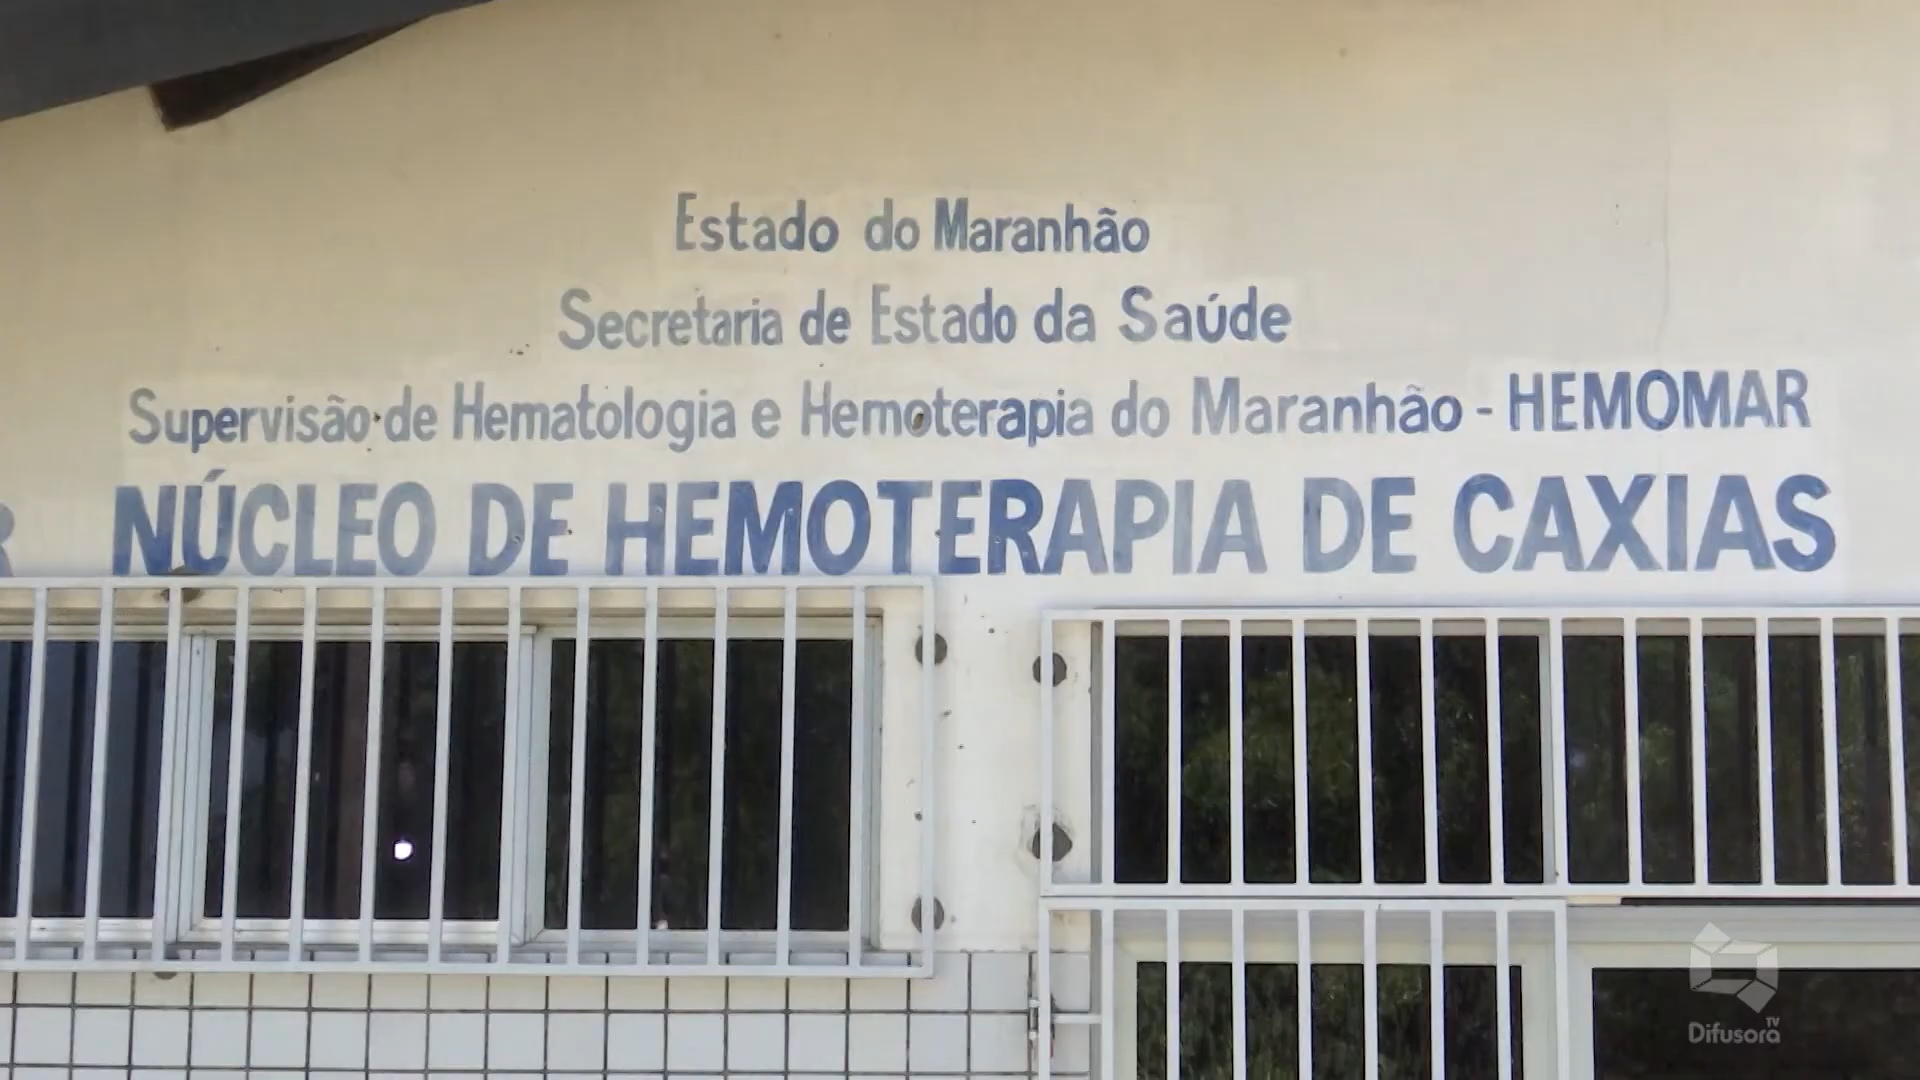 Estado do Maranhão
Secretaria de Estado da Saúde
Supervisão de Hematologia e Hemoterapia do Maranhão - HEMOMAR
R NÚCLEO DE HEMOTERAPIA DE CAXIAS
Difusora TV